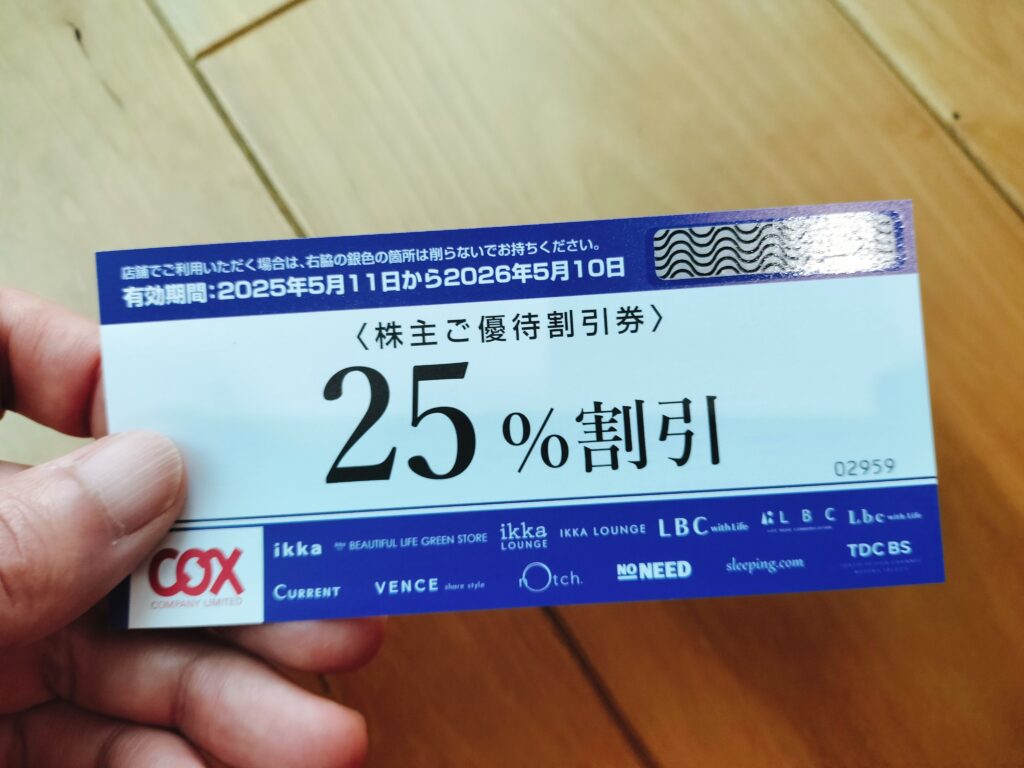 店舗でご利用いただく場合は、右脇の銀色の箇所は削らないでお持ちください。
有効期間:2025年5月11日から2026年5月10日
〈株主ご優待割引券〉
25%割引
02959
COX
COMPANY LIMITED
ikka
BEAUTIFUL LIFE GREEN STORE
ikka
LOUNGE
IKKA LOUNGE
LBC with Life
LBC
Lbc with Life
CURRENT
VENCE share style
nOtch.
NO NEED
sleeping.com
TDC BS